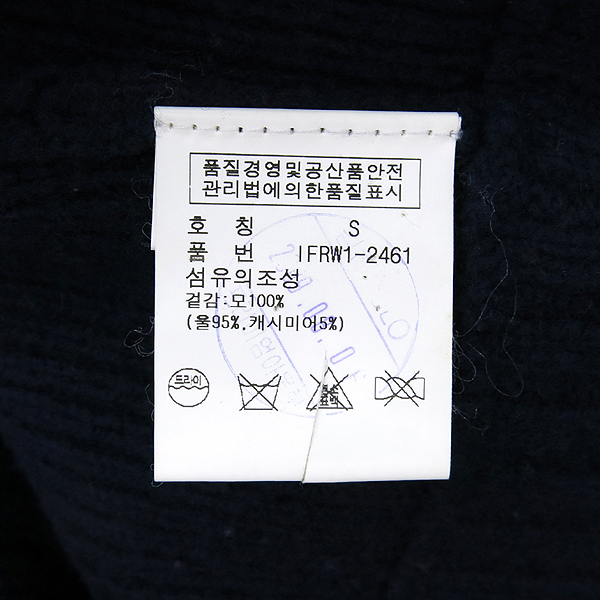 품질경영및공산품안전
관리법에의한품질표시
호 칭 S
품 번 IFRW1-2461
섬유의조성
겉감:모100%
(울95%.캐시미어5%)
드라이